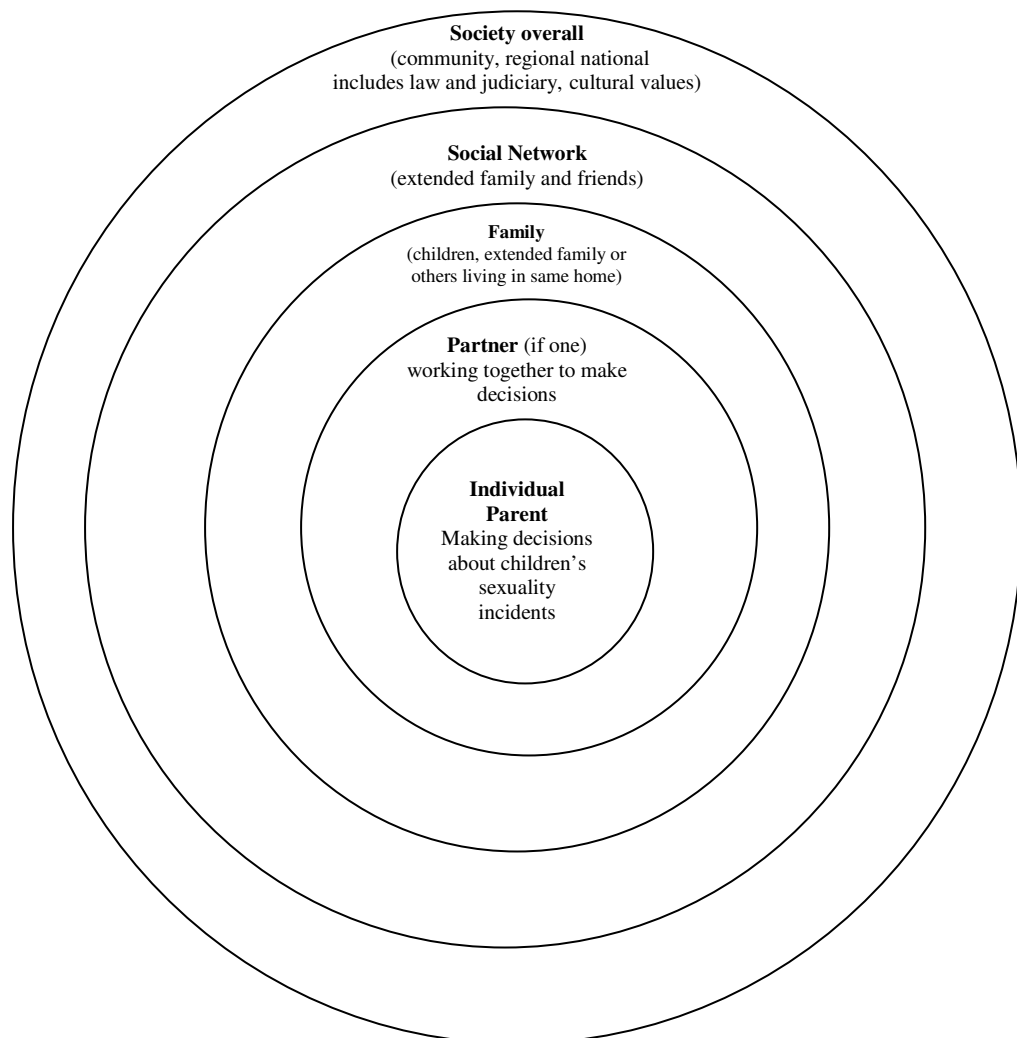 Society overall
(community, regional national
includes law and judiciary, cultural values)
Social Network
(extended family and friends)
Family
(children, extended family or
others living in same home)
Partner (if one)
working together to make
decisions
Individual
Parent
Making decisions
about children’s
sexuality
incidents